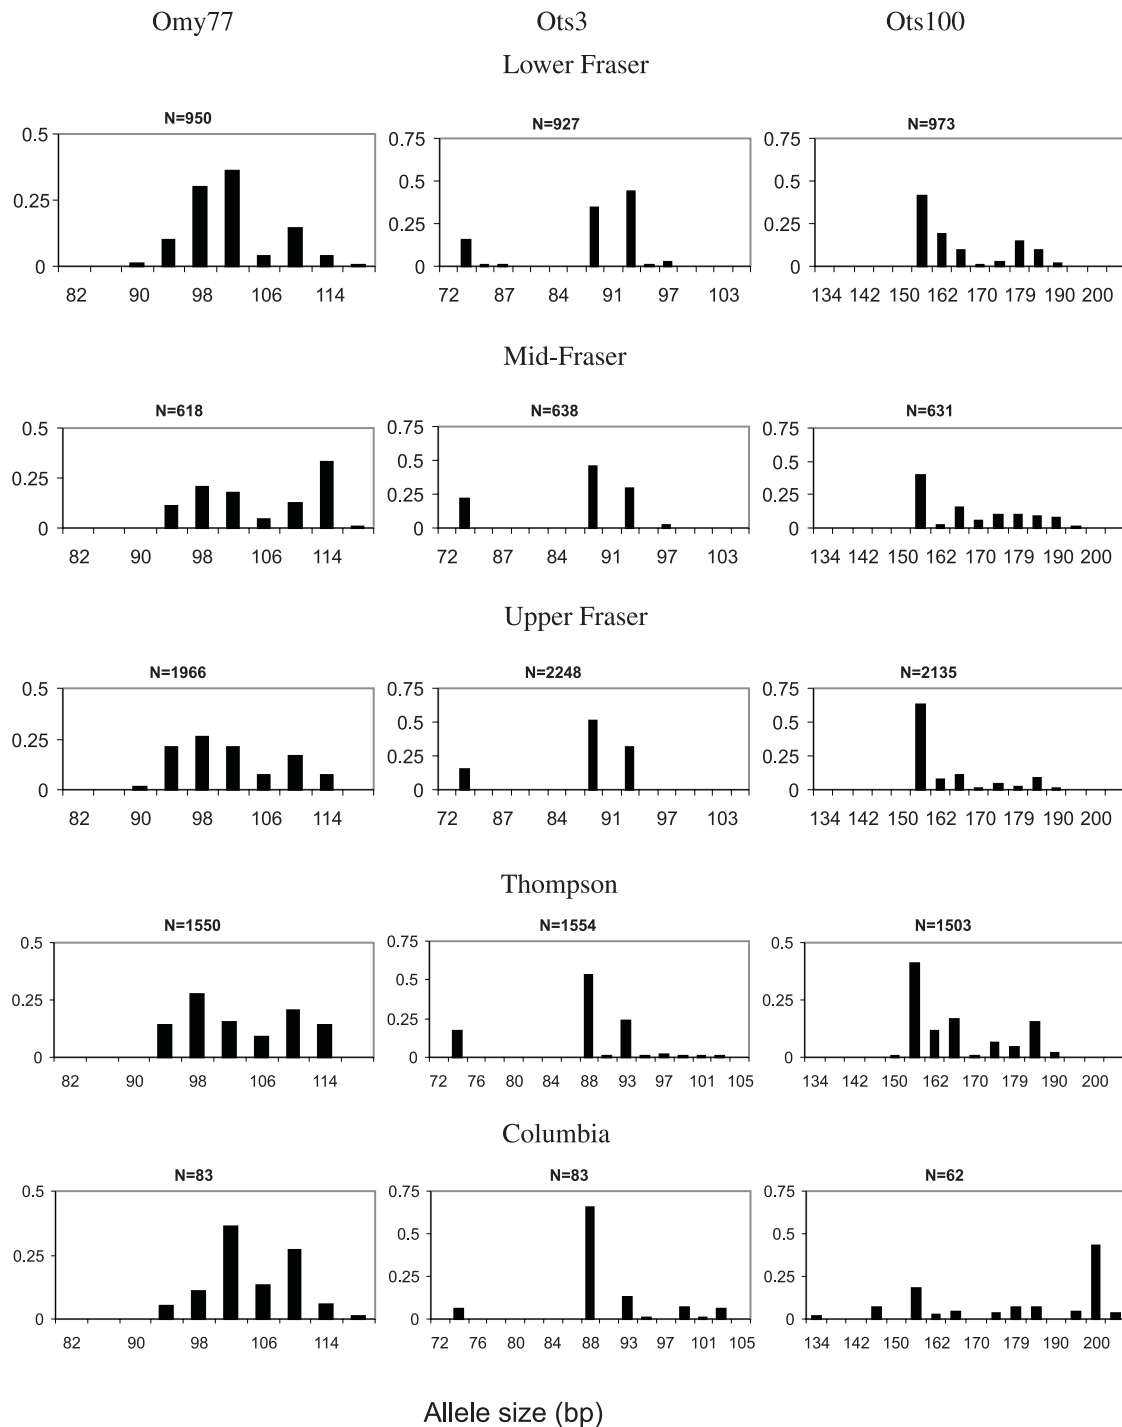 Omy77 Ots3 Ots100
Lower Fraser
N=950 N=927 N=973
0.5 0.75 0.75
0.5 0.5
0.25 0.25 0.25
0 0 0
82 90 98 106 114 72 87 84 91 97 103 134 142 150 162 170 179 190 200
Mid-Fraser
N=618 N=638 N=631
0.5 0.75 0.75
0.5 0.5
0.25 0.25 0.25
0 0 0
82 90 98 106 114 72 87 84 91 97 103 134 142 150 162 170 179 190 200
Upper Fraser
N=1966 N=2248 N=2135
0.5 0.75 0.75
0.5 0.5
0.25 0.25 0.25
0 0 0
82 90 98 106 114 72 87 84 91 97 103 134 142 150 162 170 179 190 200
Thompson
N=1550 N=1554 N=1503
0.5 0.75 0.5
0.5
0.25 0.25 0.25
0 0 0
82 90 98 106 114 72 76 80 84 88 93 97 101 105 134 142 150 162 170 179 190 200
Columbia
N=83 N=83 N=62
0.5 0.75 0.75
0.5 0.5
0.25 0.25 0.25
0 0 0
82 90 98 106 114 72 76 80 84 88 93 97 101 105 134 142 150 162 170 179 190 200
Allele size (bp)